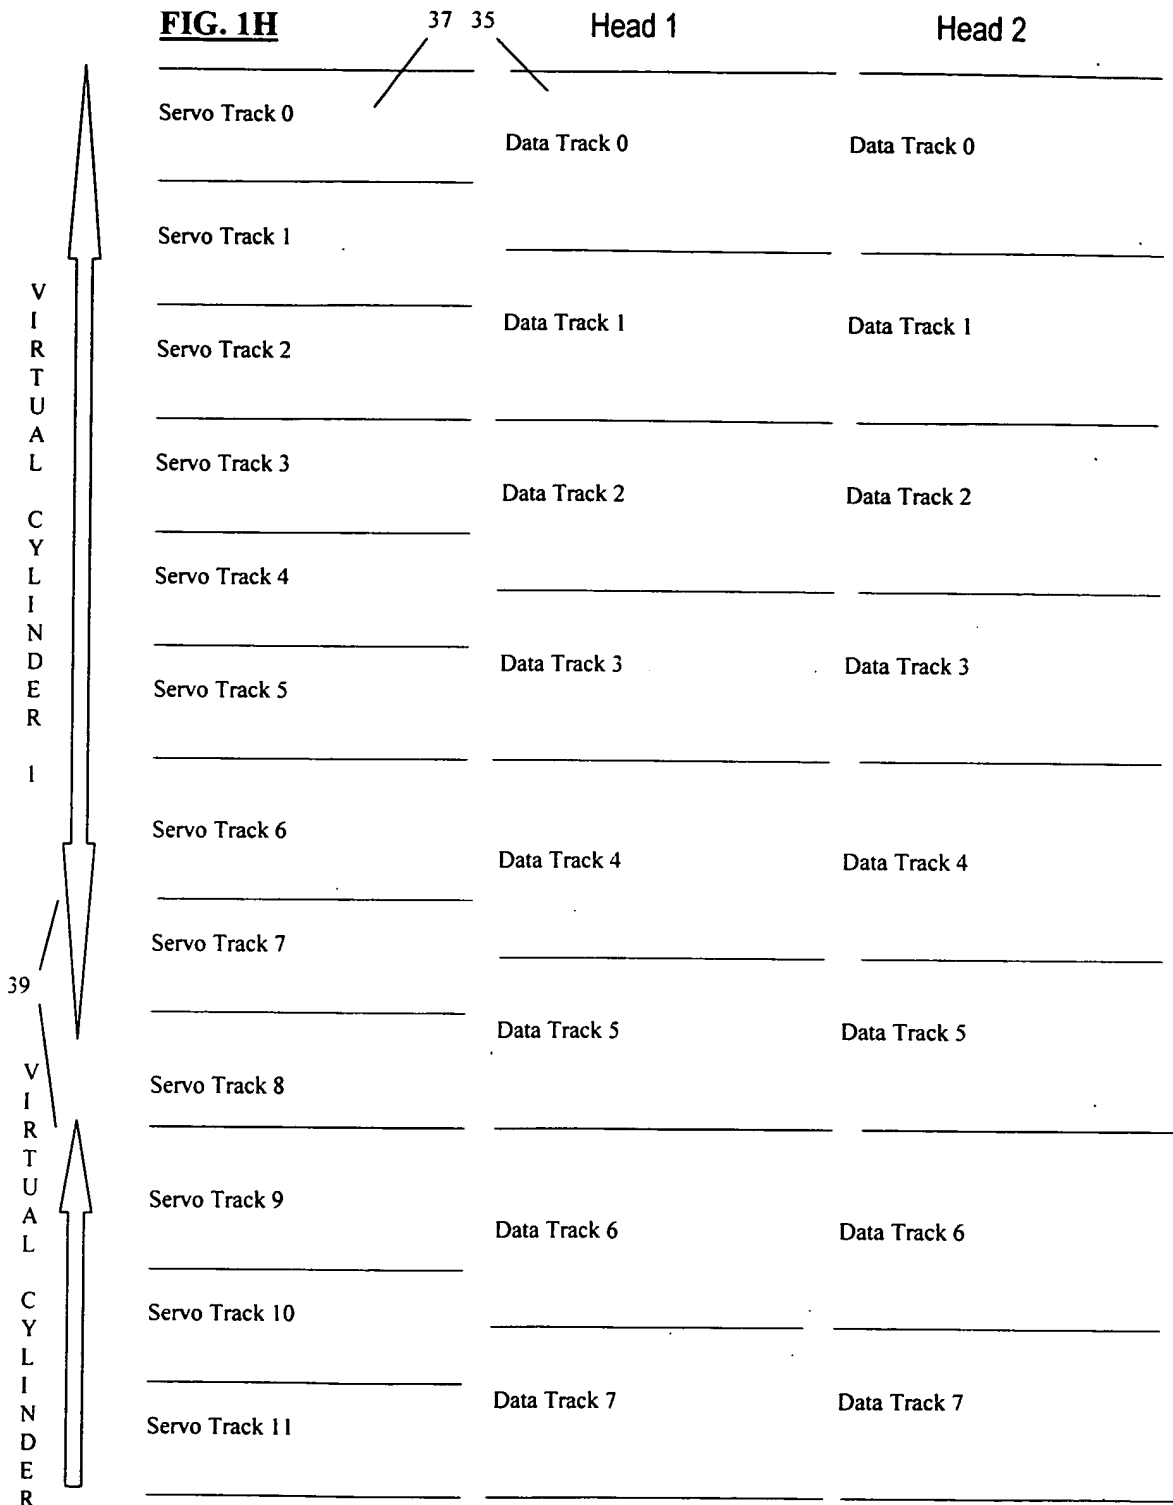 FIG. 1H
37 35
Head 1
Head 2
Servo Track 0
Data Track 0
Data Track 0
Servo Track 1
Data Track 1
Data Track 1
Servo Track 2
Servo Track 3
Data Track 2
Data Track 2
Servo Track 4
Data Track 3
Data Track 3
Servo Track 5
Servo Track 6
Data Track 4
Data Track 4
Servo Track 7
Data Track 5
Data Track 5
Servo Track 8
Servo Track 9
Data Track 6
Data Track 6
Servo Track 10
Data Track 7
Data Track 7
Servo Track 11
VIRTUAL CYLINDER 1
39
VIRTUAL CYLINDER